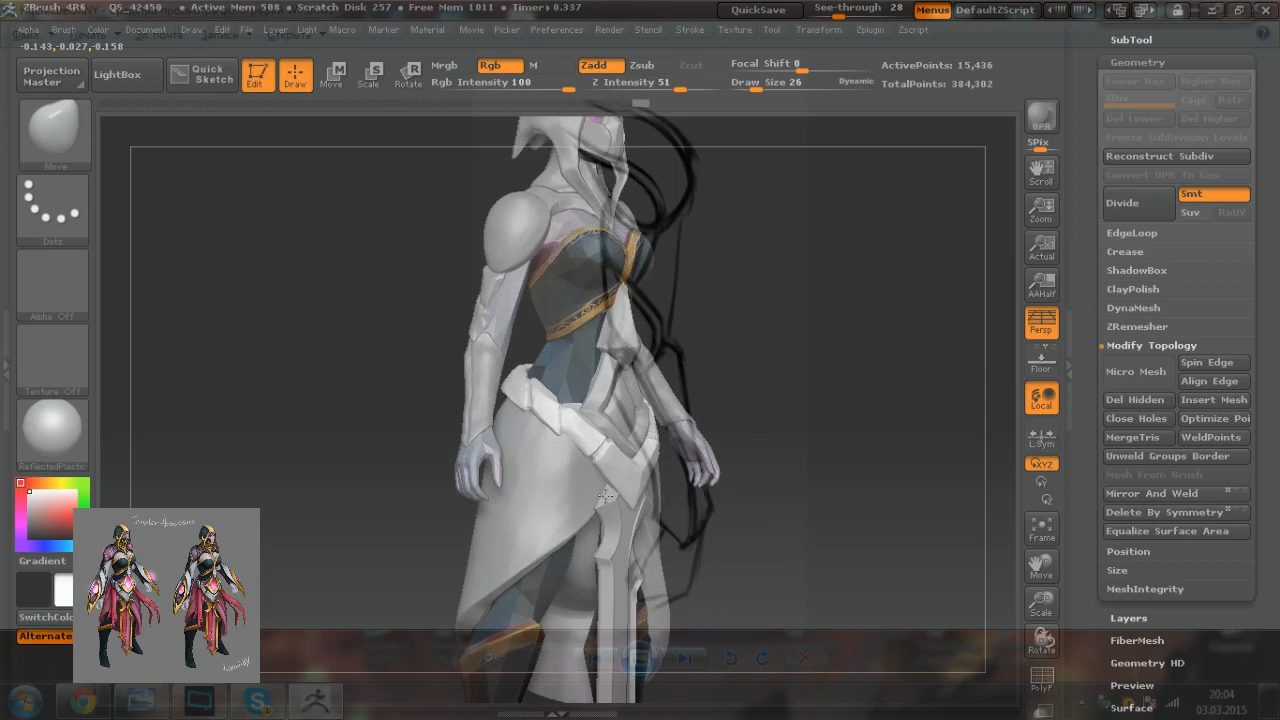 ZBrush 4R6 QS_42450 • Active Mem 508 • Scratch Disk 257 • Free Mem 1011 • Timer▸0.337 QuickSave See-through 28 Menus DefaultZScript
Alpha Brush Color Document Draw Edit File Layer Light Macro Marker Material Movie Picker Preferences Render Stencil Stroke Texture Tool Transform Zplugin Zscript
-0.143,-0.027,-0.158
Projection Master
LightBox
Quick Sketch
Edit
Draw
Move
Scale
Rotate
Mrgb Rgb M
Rgb Intensity 100
Zadd Zsub Zcut
Z Intensity 51
Focal Shift 0
Draw Size 26 Dynamic
ActivePoints: 15,436
TotalPoints: 384,302
Move
Dots
Alpha Off
Texture Off
ReflectedPlastic
Gradient
SwitchColo
Alternate
BPR
SPix
Scroll
Zoom
Actual
AAHalf
Persp
Floor
Local
L.Sym
XYZ
Frame
Move
Scale
Rotate
PolyF
SubTool
Geometry
Lower Res Higher Res
SDiv Cage Rstr
Del Lower Del Higher
Freeze SubDivision Levels
Reconstruct Subdiv
Convert BPR To Geo
Divide Smt
Suv ReUV
EdgeLoop
Crease
ShadowBox
ClayPolish
DynaMesh
ZRemesher
Modify Topology
Micro Mesh Spin Edge
Align Edge
Del Hidden Insert Mesh
Close Holes Optimize Poi
MergeTris WeldPoints
Unweld Groups Border
Mesh From Brush
Mirror And Weld
Delete By Symmetry
Equalize Surface Area
Position
Size
MeshIntegrity
Layers
FiberMesh
Geometry HD
Preview
Surface
20:04
03.03.2015